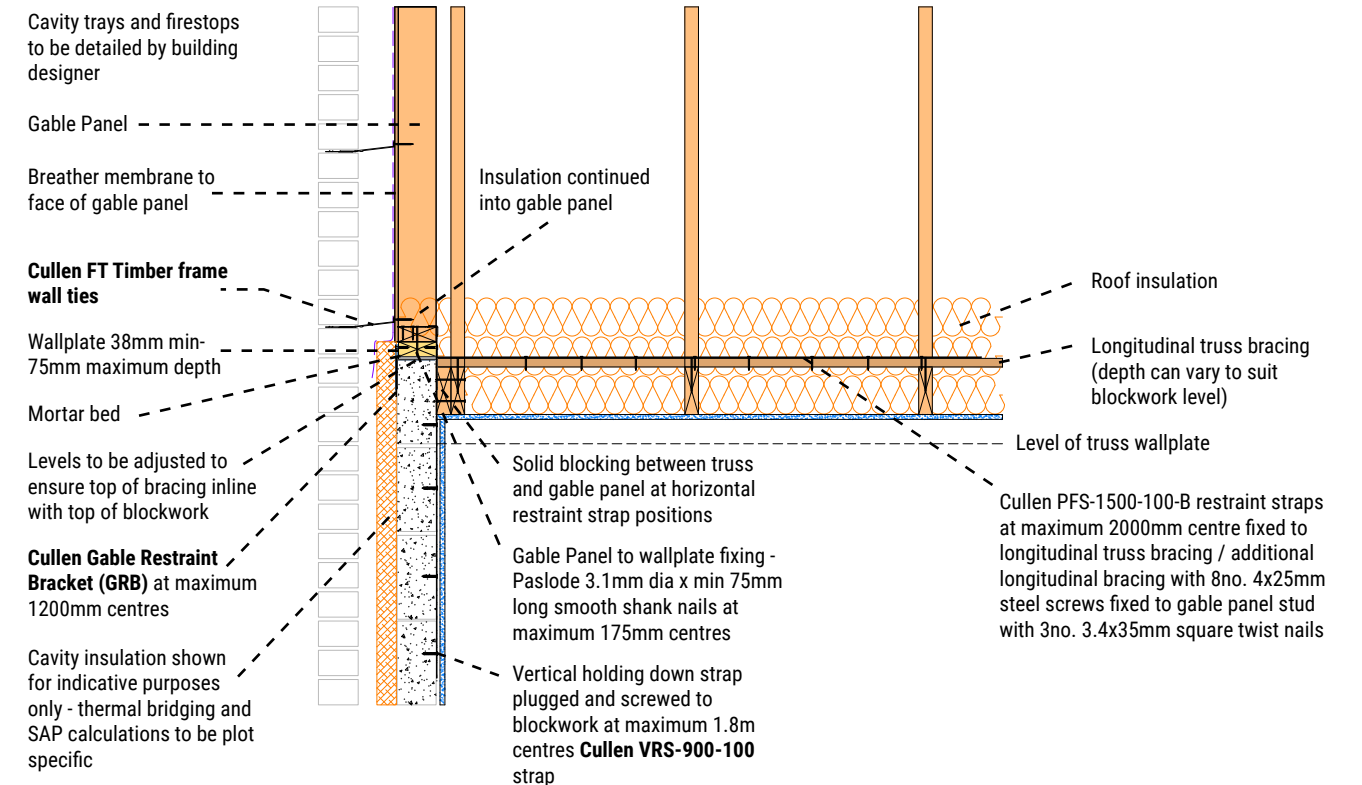 Cavity trays and firestops
to be detailed by building
designer
Gable Panel
Breather membrane to
face of gable panel
Cullen FT Timber frame
wall ties
Wallplate 38mm min-
75mm maximum depth
Mortar bed
Levels to be adjusted to
ensure top of bracing inline
with top of blockwork
Cullen Gable Restraint
Bracket (GRB) at maximum
1200mm centres
Cavity insulation shown
for indicative purposes
only - thermal bridging and
SAP calculations to be plot
specific
Insulation continued
into gable panel
Solid blocking between truss
and gable panel at horizontal
restraint strap positions
Gable Panel to wallplate fixing -
Paslode 3.1mm dia x min 75mm
long smooth shank nails at
maximum 175mm centres
Vertical holding down strap
plugged and screwed to
blockwork at maximum 1.8m
centres Cullen VRS-900-100
strap
Roof insulation
Longitudinal truss bracing
(depth can vary to suit
blockwork level)
Level of truss wallplate
Cullen PFS-1500-100-B restraint straps
at maximum 2000mm centre fixed to
longitudinal truss bracing / additional
longitudinal bracing with 8no. 4x25mm
steel screws fixed to gable panel stud
with 3no. 3.4x35mm square twist nails